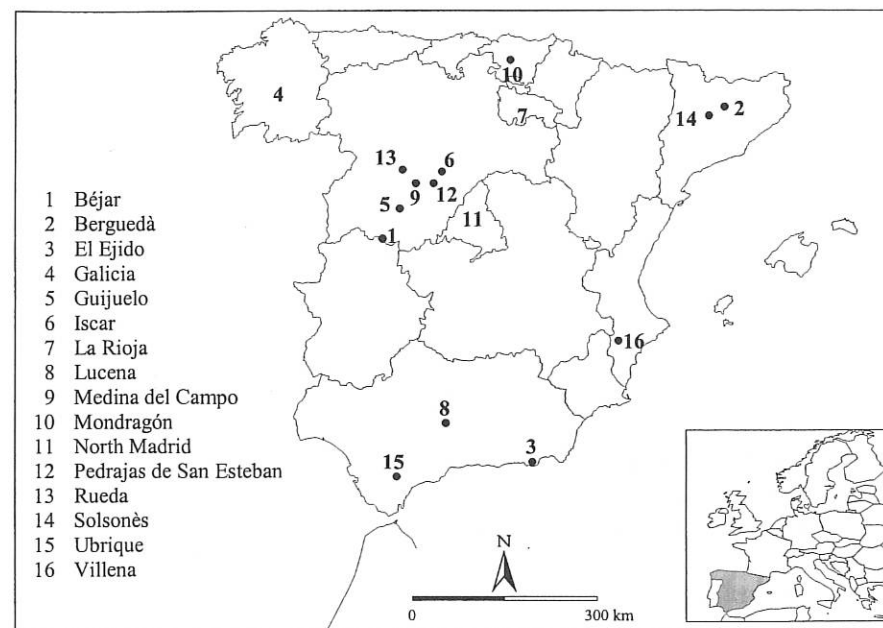 10
4
7
14
2
13
6
9
12
5
11
1
16
8
3
15
1 Béjar
2 Berguedà
3 El Ejido
4 Galicia
5 Guijuelo
6 Iscar
7 La Rioja
8 Lucena
9 Medina del Campo
10 Mondragón
11 North Madrid
12 Pedrajas de San Esteban
13 Rueda
14 Solsonès
15 Ubrique
16 Villena
N
0 300 km